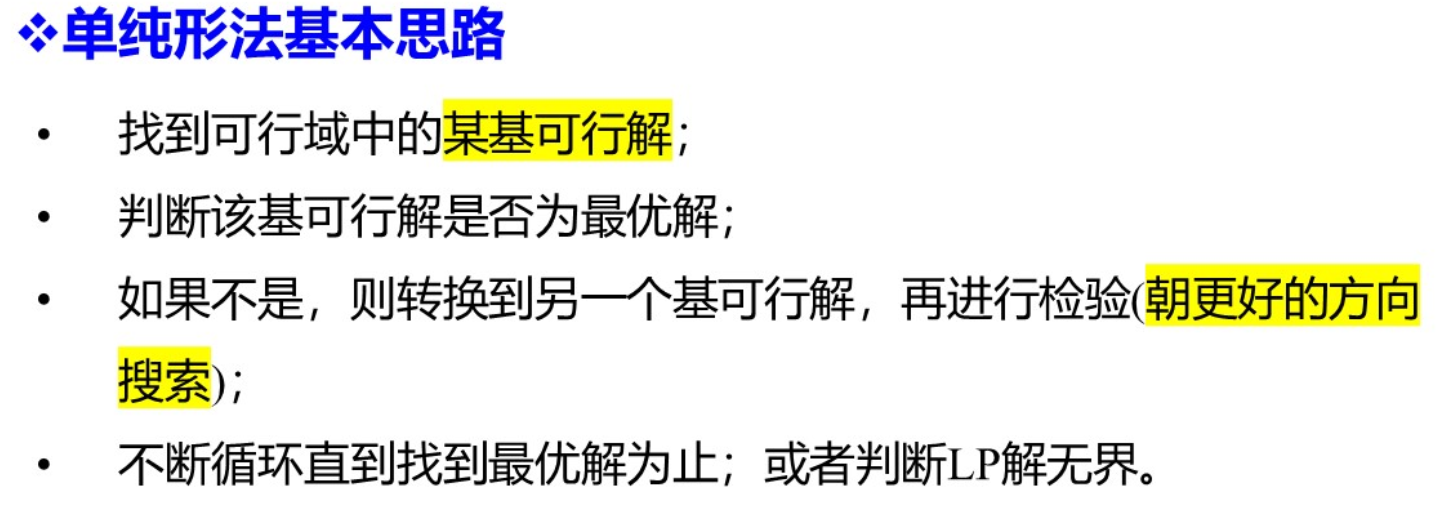 ❖单纯形法基本思路
• 找到可行域中的某基可行解；
• 判断该基可行解是否为最优解；
• 如果不是，则转换到另一个基可行解，再进行检验(朝更好的方向
搜索)；
• 不断循环直到找到最优解为止；或者判断LP解无界。